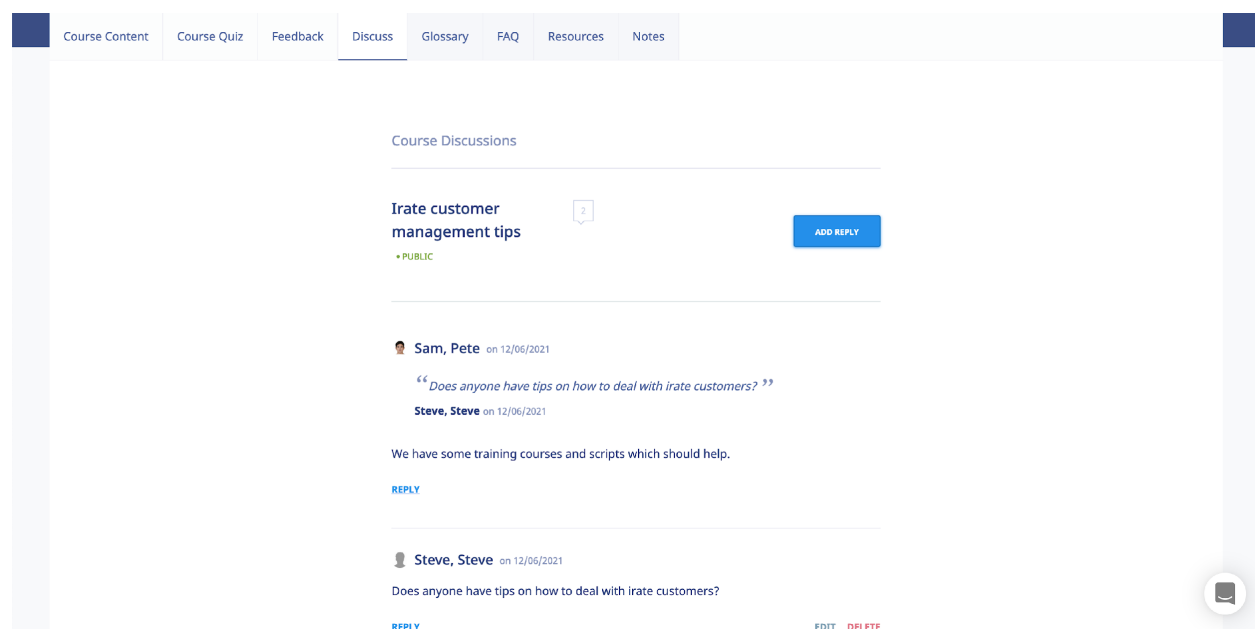 Course Content
Course Quiz
Feedback
Discuss
Glossary
FAQ
Resources
Notes
Course Discussions
Irate customer
management tips
2
• PUBLIC
ADD REPLY
Sam, Pete on 12/06/2021
“ Does anyone have tips on how to deal with irate customers? ”
Steve, Steve on 12/06/2021
We have some training courses and scripts which should help.
REPLY
Steve, Steve on 12/06/2021
Does anyone have tips on how to deal with irate customers?
REPLY
EDIT DELETE